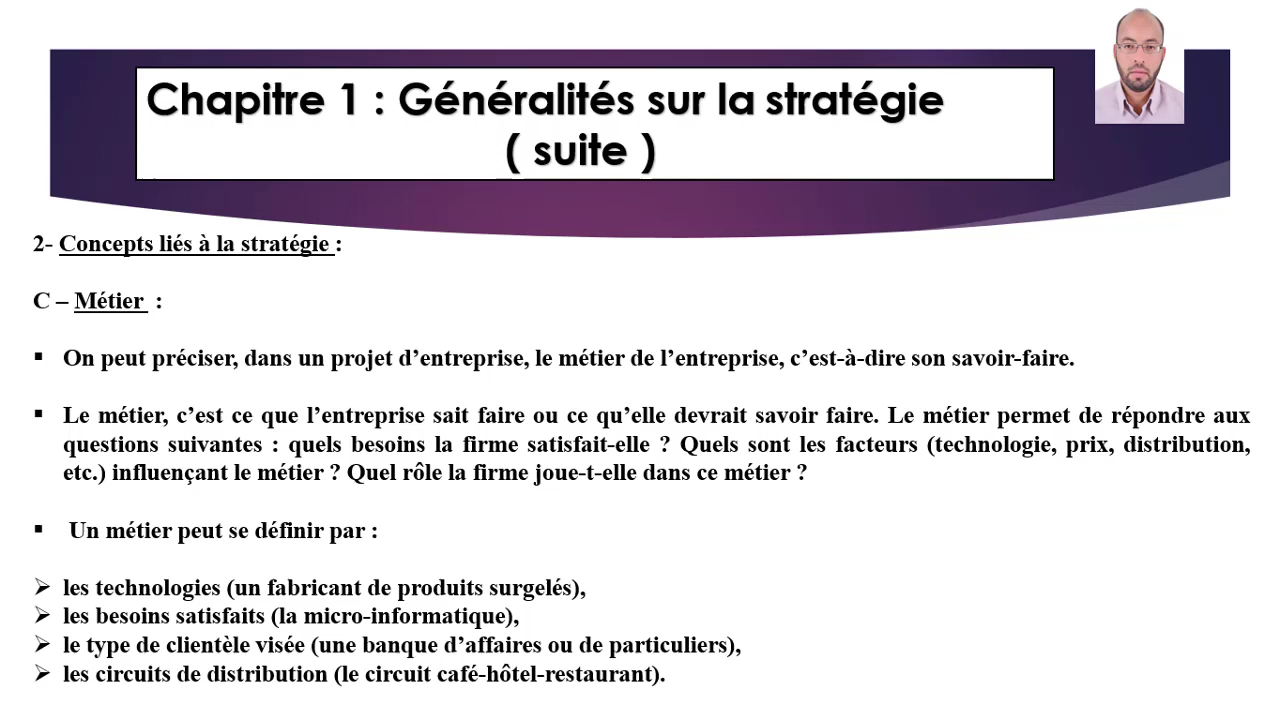 Chapitre 1 : Généralités sur la stratégie
( suite )
2- Concepts liés à la stratégie :
C – Métier :
▪ On peut préciser, dans un projet d’entreprise, le métier de l’entreprise, c’est-à-dire son savoir-faire.
▪ Le métier, c’est ce que l’entreprise sait faire ou ce qu’elle devrait savoir faire. Le métier permet de répondre aux
questions suivantes : quels besoins la firme satisfait-elle ? Quels sont les facteurs (technologie, prix, distribution,
etc.) influençant le métier ? Quel rôle la firme joue-t-elle dans ce métier ?
▪ Un métier peut se définir par :
➢ les technologies (un fabricant de produits surgelés),
➢ les besoins satisfaits (la micro-informatique),
➢ le type de clientèle visée (une banque d’affaires ou de particuliers),
➢ les circuits de distribution (le circuit café-hôtel-restaurant).